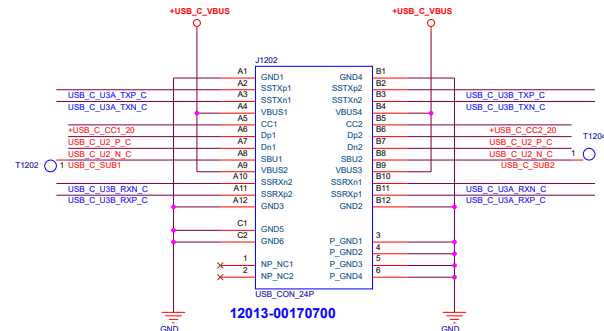 +USB_C_VBUS
+USB_C_VBUS
J1202
A1 GND1 GND4 B1
A2 SSTXp1 SSTXp2 B2
USB_C_U3A_TXP_C A3 SSTXn1 SSTXn2 B3 USB_C_U3B_TXP_C
USB_C_U3A_TXN_C A4 VBUS1 VBUS4 B4 USB_C_U3B_TXN_C
A5 CC1 CC2 B5
+USB_C_CC1_20 A6 Dp1 Dp2 B6 +USB_C_CC2_20
USB_C_U2_P_C A7 Dn1 Dn2 B7 USB_C_U2_P_C T1204
USB_C_U2_N_C A8 SBU1 SBU2 B8 USB_C_U2_N_C 1
T1202 1 USB_C_SUB1 A9 VBUS2 VBUS3 B9 USB_C_SUB2
A10 SSRXn2 SSRXn1 B10
USB_C_U3B_RXN_C A11 SSRXp2 SSRXp1 B11 USB_C_U3A_RXN_C
USB_C_U3B_RXP_C A12 GND3 GND2 B12 USB_C_U3A_RXP_C
C1 GND5
C2 GND6 P_GND1 3
P_GND2 4
1 NP_NC1 P_GND3 5
2 NP_NC2 P_GND4 6
USB_CON_24P
12013-00170700
GND
GND